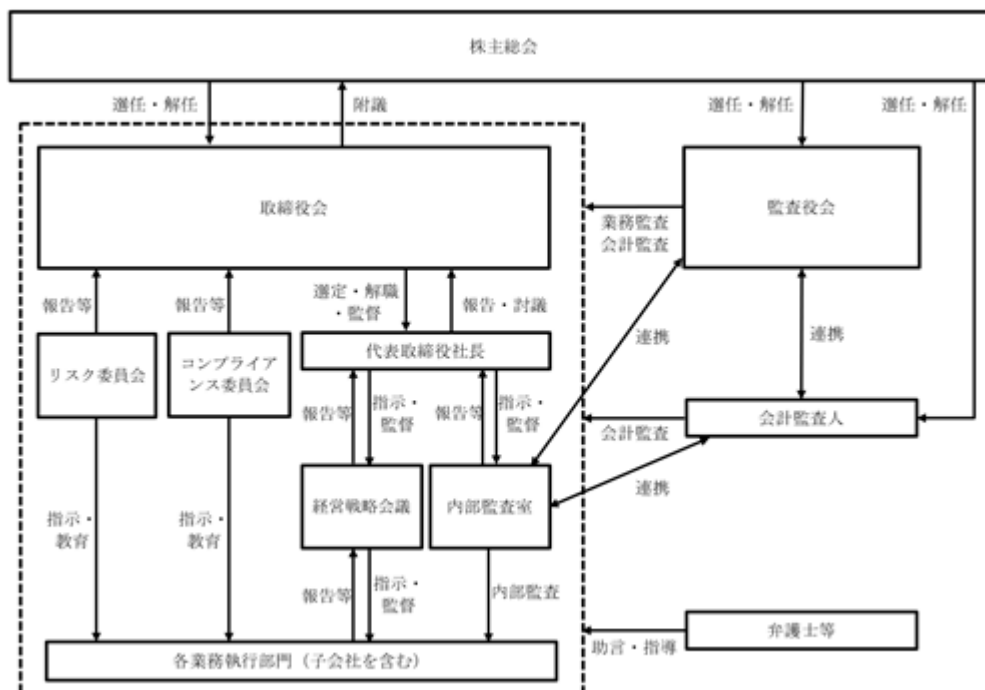 株主総会
選任・解任
附議
選任・解任
選任・解任
取締役会
監査役会
業務監査
会計監査
報告等
報告等
選定・解職
・監督
報告・討議
連携
連携
リスク委員会
コンプライア
ンス委員会
代表取締役社長
報告等
指示・
監督
報告等
指示・
監督
会計監査人
会計監査
連携
経営戦略会議
内部監査室
指示・
教育
指示・
教育
報告等
指示・
監督
内部監査
弁護士等
助言・指導
各業務執行部門（子会社を含む）